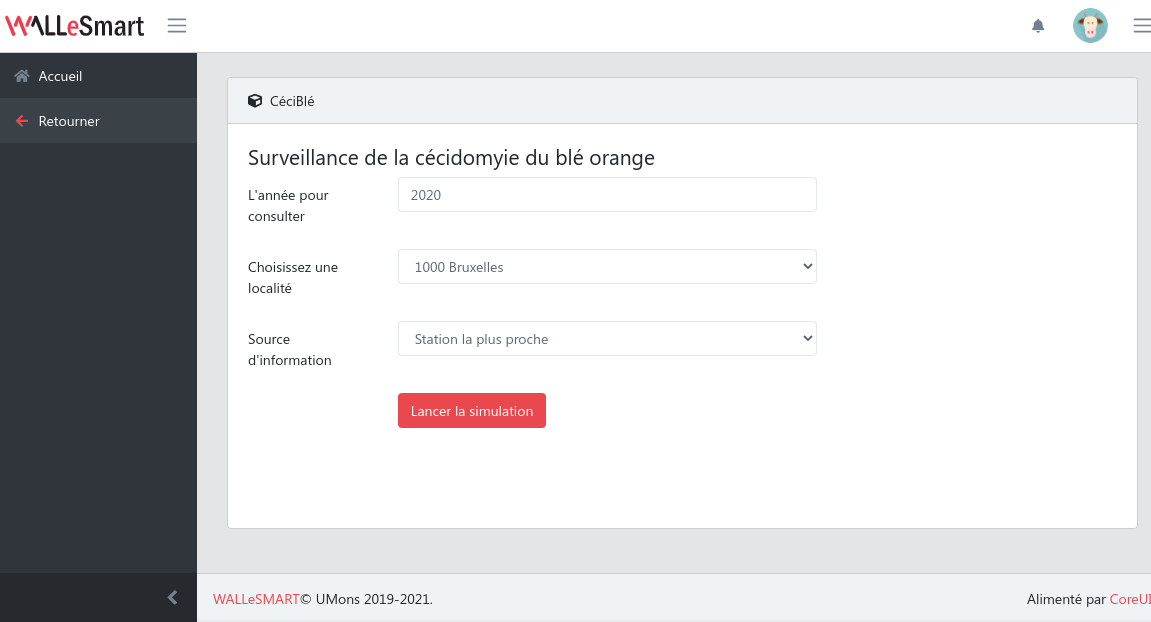 WALLeSmart
Accueil
Retourner
CéciBlé
Surveillance de la cécidomyie du blé orange
L'année pour
consulter
2020
Choisissez une
localité
1000 Bruxelles
Source
d'information
Station la plus proche
Lancer la simulation
WALLeSMART© UMons 2019-2021.
Alimenté par CoreUI